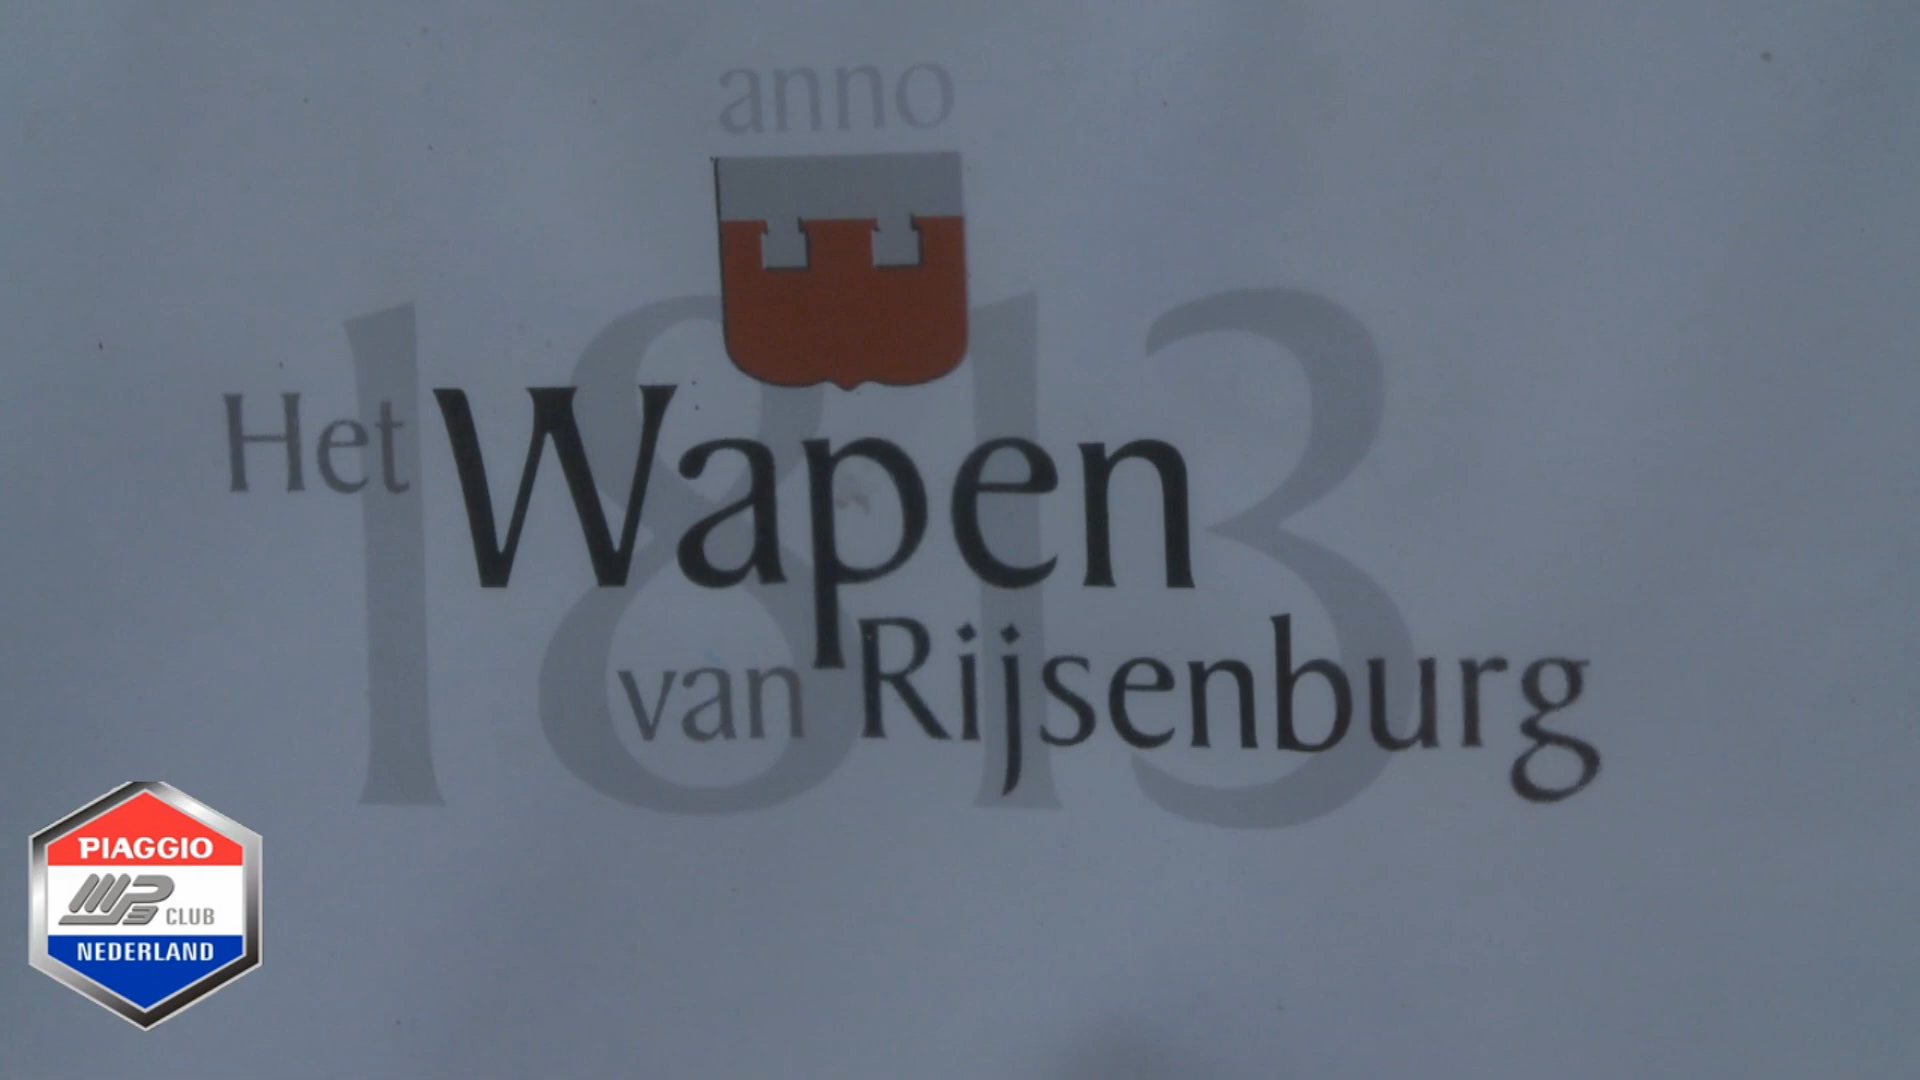 anno
1813
Het Wapen
van Rijsenburg
PIAGGIO
MP3 CLUB
NEDERLAND